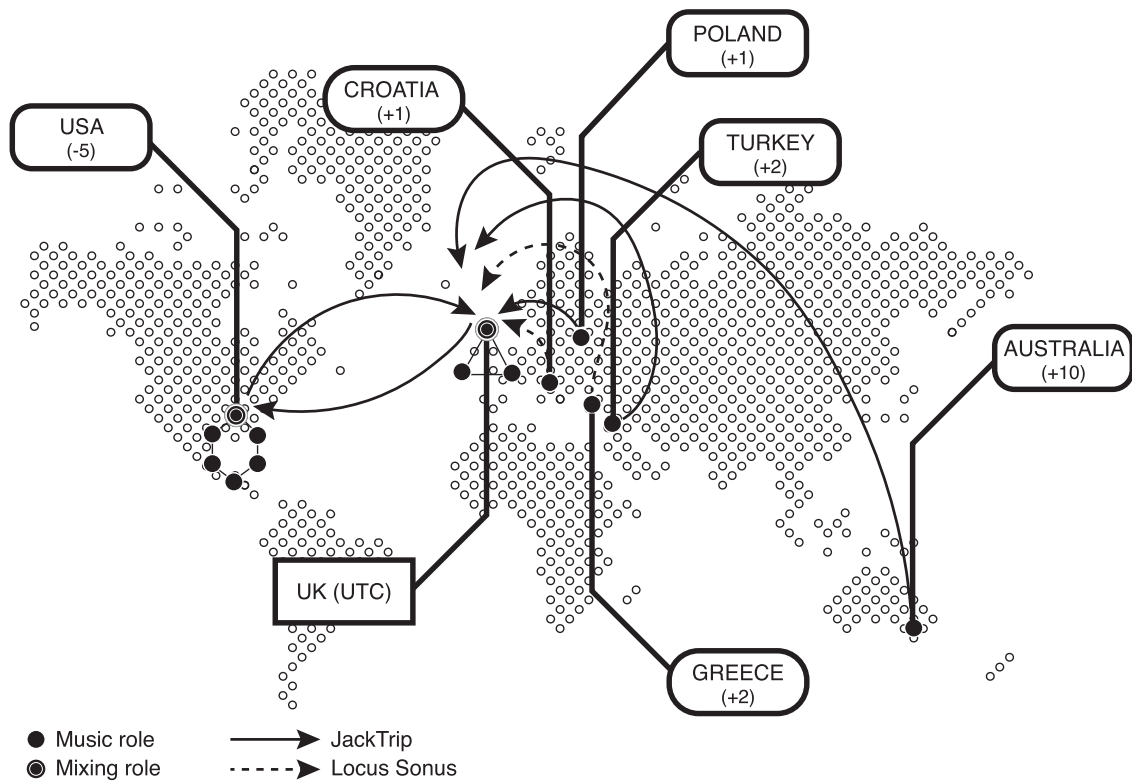 POLAND
(+1)
CROATIA
(+1)
USA
(-5)
TURKEY
(+2)
AUSTRALIA
(+10)
UK (UTC)
GREECE
(+2)
Music role
JackTrip
Mixing role
Locus Sonus